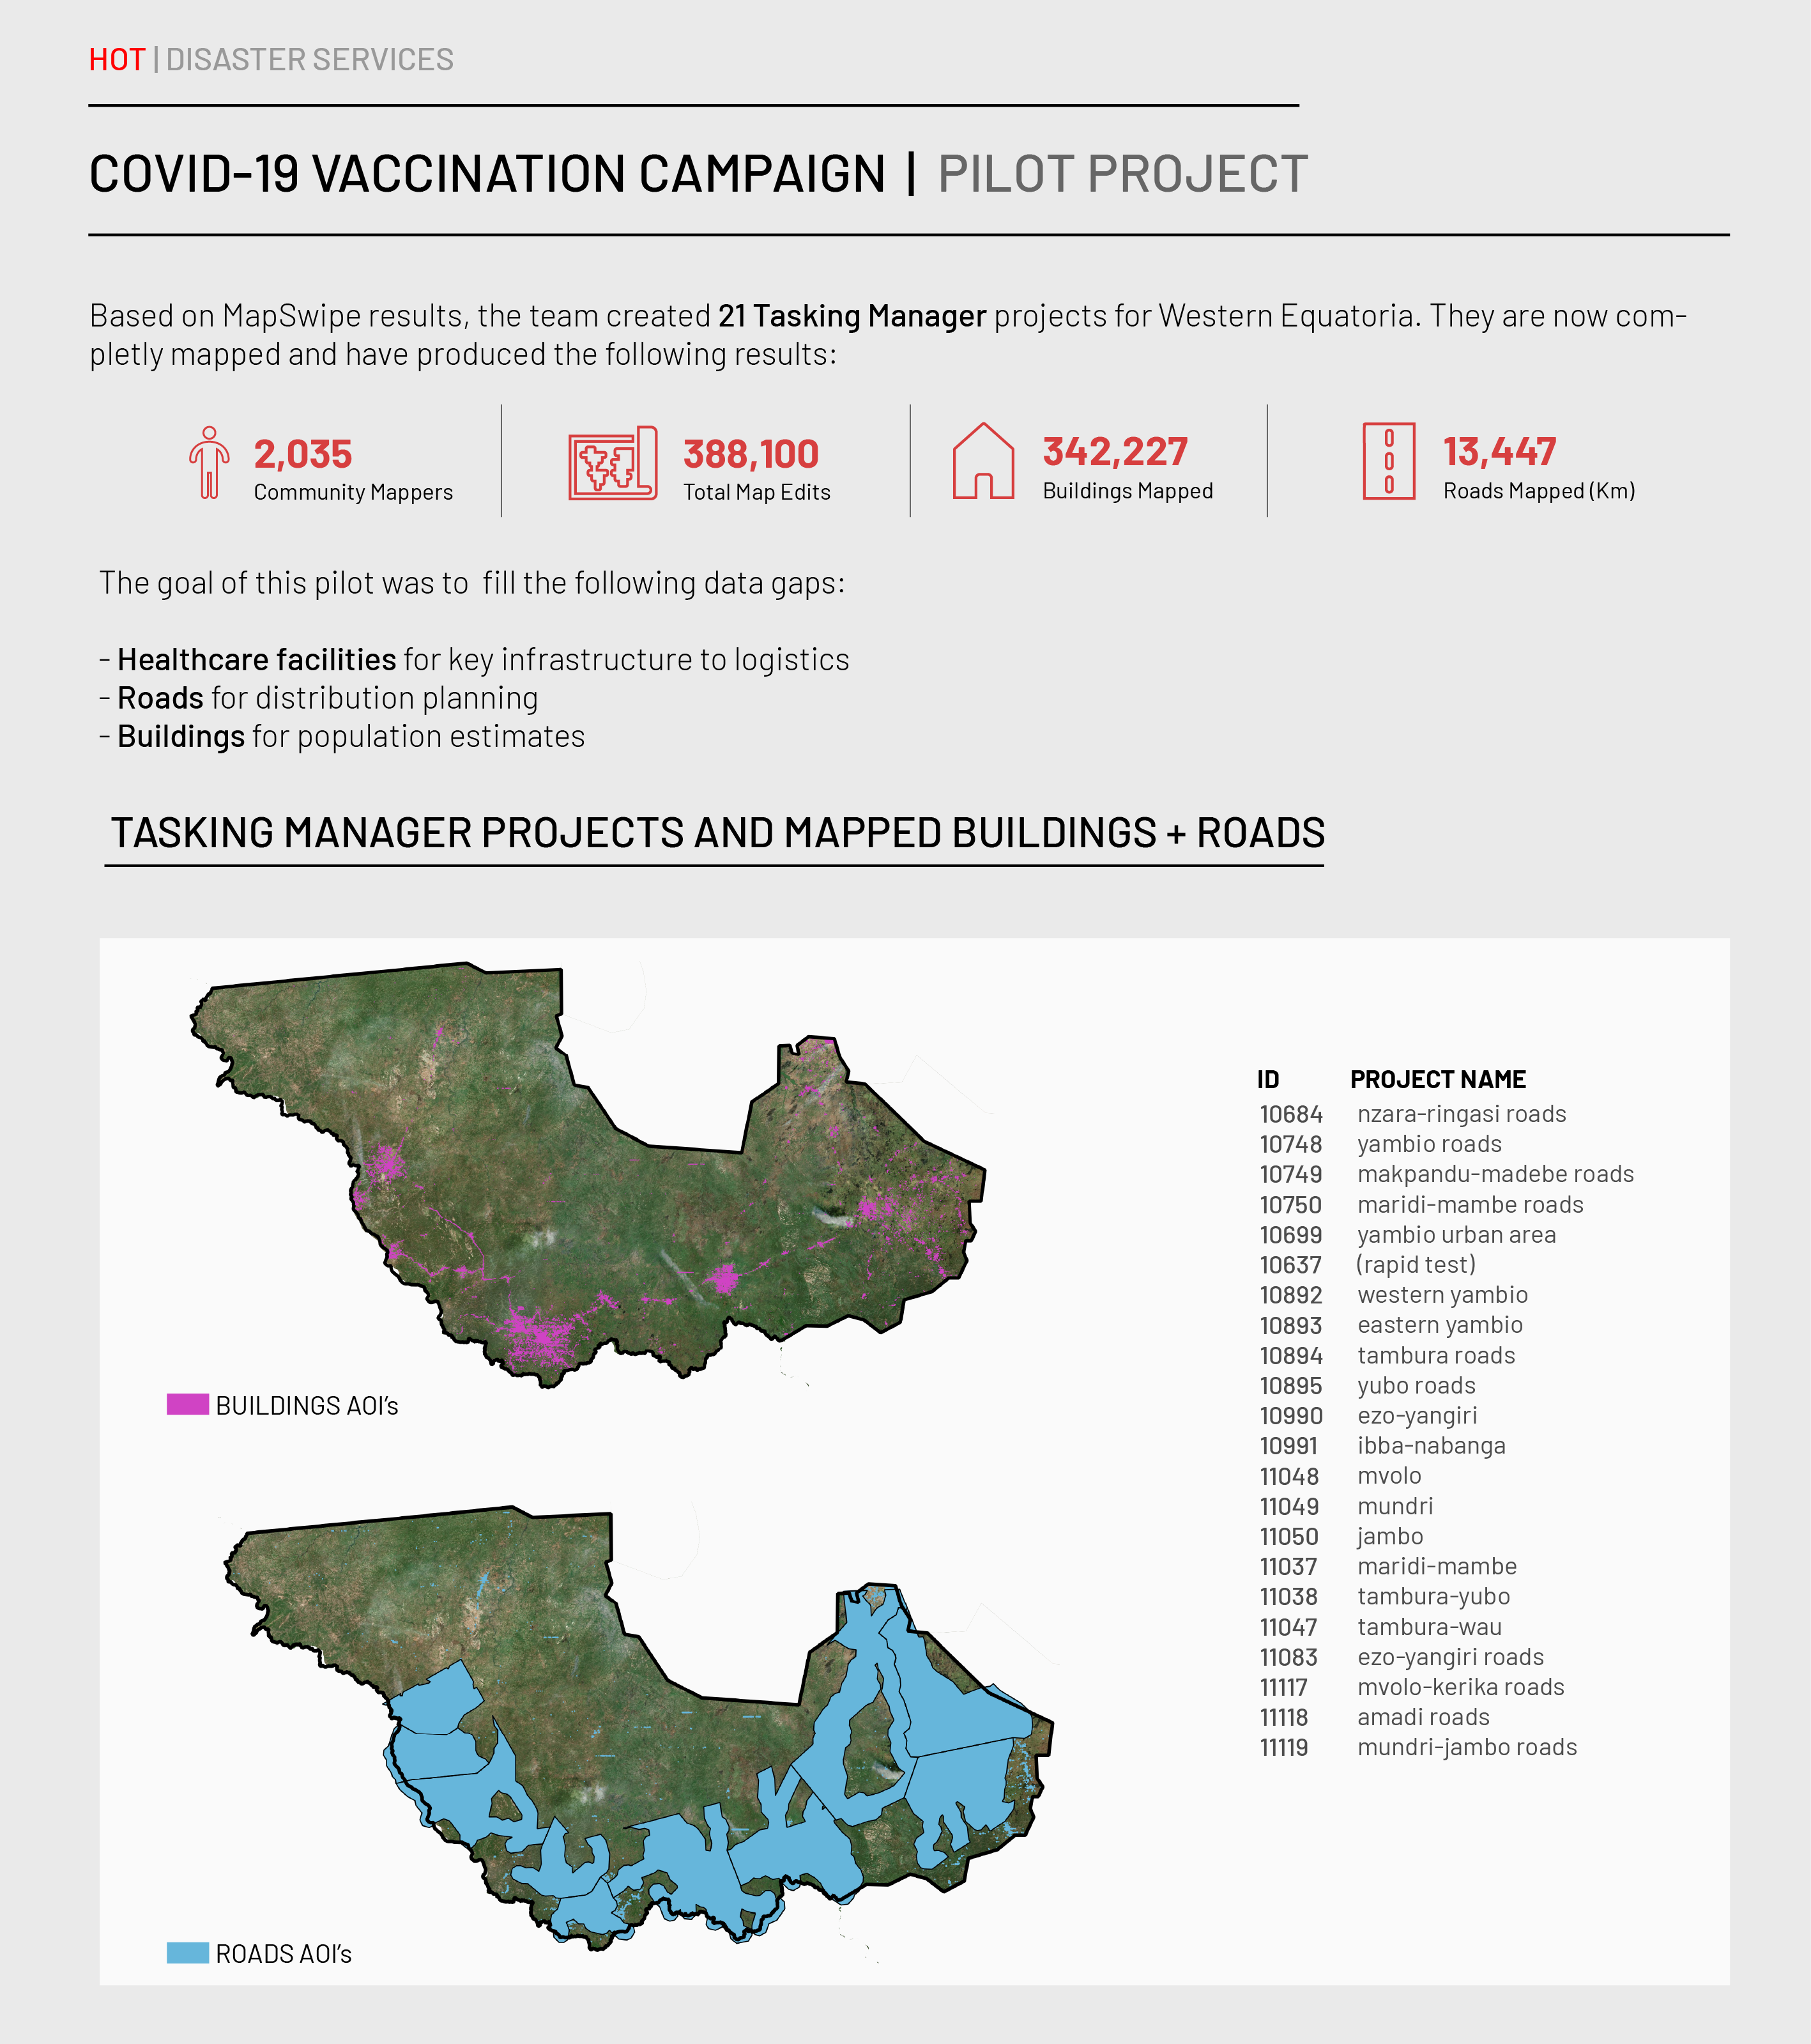 HOT | DISASTER SERVICES
COVID-19 VACCINATION CAMPAIGN | PILOT PROJECT
Based on MapSwipe results, the team created 21 Tasking Manager projects for Western Equatoria. They are now com-
pletly mapped and have produced the following results:
2,035
Community Mappers
388,100
Total Map Edits
342,227
Buildings Mapped
13,447
Roads Mapped (Km)
The goal of this pilot was to fill the following data gaps:
- Healthcare facilities for key infrastructure to logistics
- Roads for distribution planning
- Buildings for population estimates
TASKING MANAGER PROJECTS AND MAPPED BUILDINGS + ROADS
BUILDINGS AOI's
ROADS AOI's
ID PROJECT NAME
10684 nzara-ringasi roads
10748 yambio roads
10749 makpandu-madebe roads
10750 maridi-mambe roads
10699 yambio urban area
10637 (rapid test)
10892 western yambio
10893 eastern yambio
10894 tambura roads
10895 yubo roads
10990 ezo-yangiri
10991 ibba-nabanga
11048 mvolo
11049 mundri
11050 jambo
11037 maridi-mambe
11038 tambura-yubo
11047 tambura-wau
11083 ezo-yangiri roads
11117 mvolo-kerika roads
11118 amadi roads
11119 mundri-jambo roads